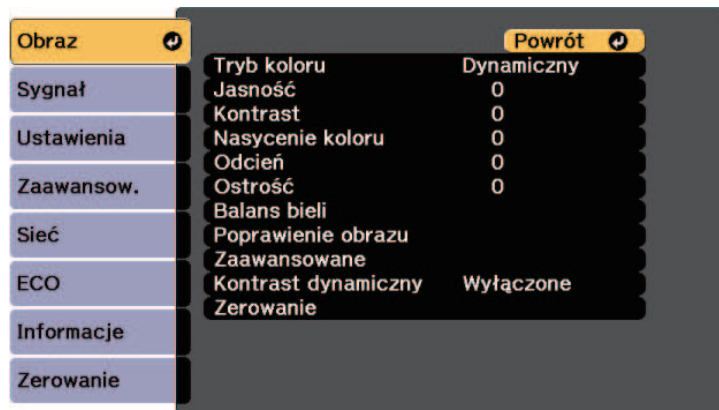 Obraz
Sygnał
Ustawienia
Zaawansow.
Sieć
ECO
Informacje
Zerowanie
Powrót
Tryb koloru Dynamiczny
Jasność 0
Kontrast 0
Nasycenie koloru 0
Odcień 0
Ostrość 0
Balans bieli
Poprawienie obrazu
Zaawansowane
Kontrast dynamiczny Wyłączone
Zerowanie